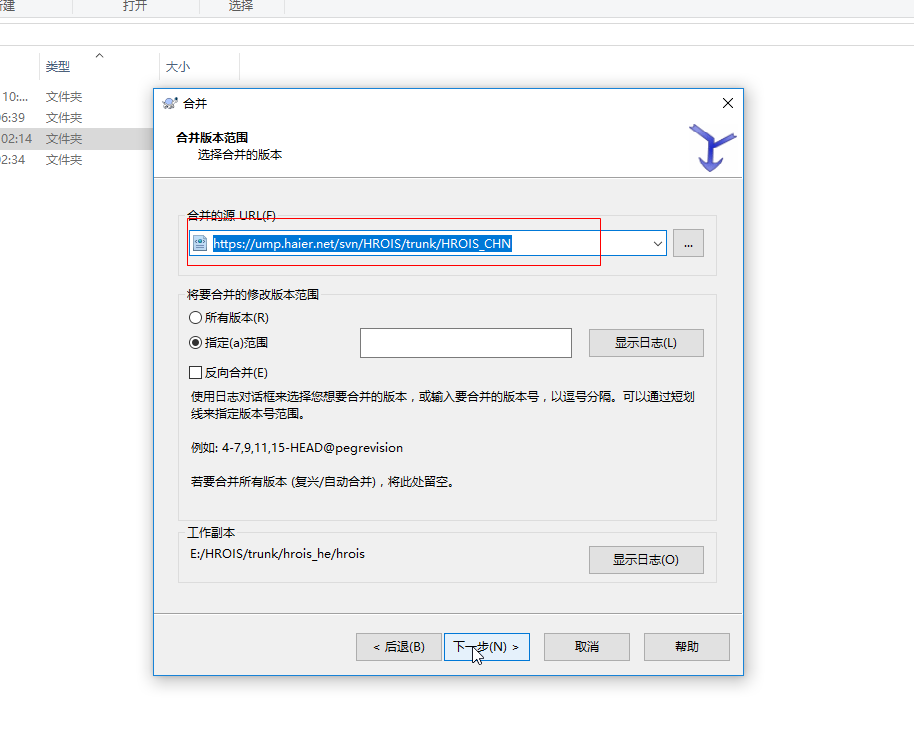 新建 打开 选择
类型 大小
10:... 文件夹
6:39 文件夹
02:14 文件夹
2:34 文件夹
合并
合并版本范围
选择合并的版本
合并的源 URL(F)
https://ump.haier.net/svn/HROIS/trunk/HROIS_CHN
...
将要合并的修改版本范围
所有版本(R)
指定(a)范围
显示日志(L)
反向合并(E)
使用日志对话框来选择您想要合并的版本，或输入要合并的版本号，以逗号分隔。可以通过短划
线来指定版本号范围。
例如: 4-7,9,11,15-HEAD@pegrevision
若要合并所有版本 (复兴/自动合并)，将此处留空。
工作副本
E:/HROIS/trunk/hrois_he/hrois
显示日志(O)
< 后退(B) 下一步(N) > 取消 帮助